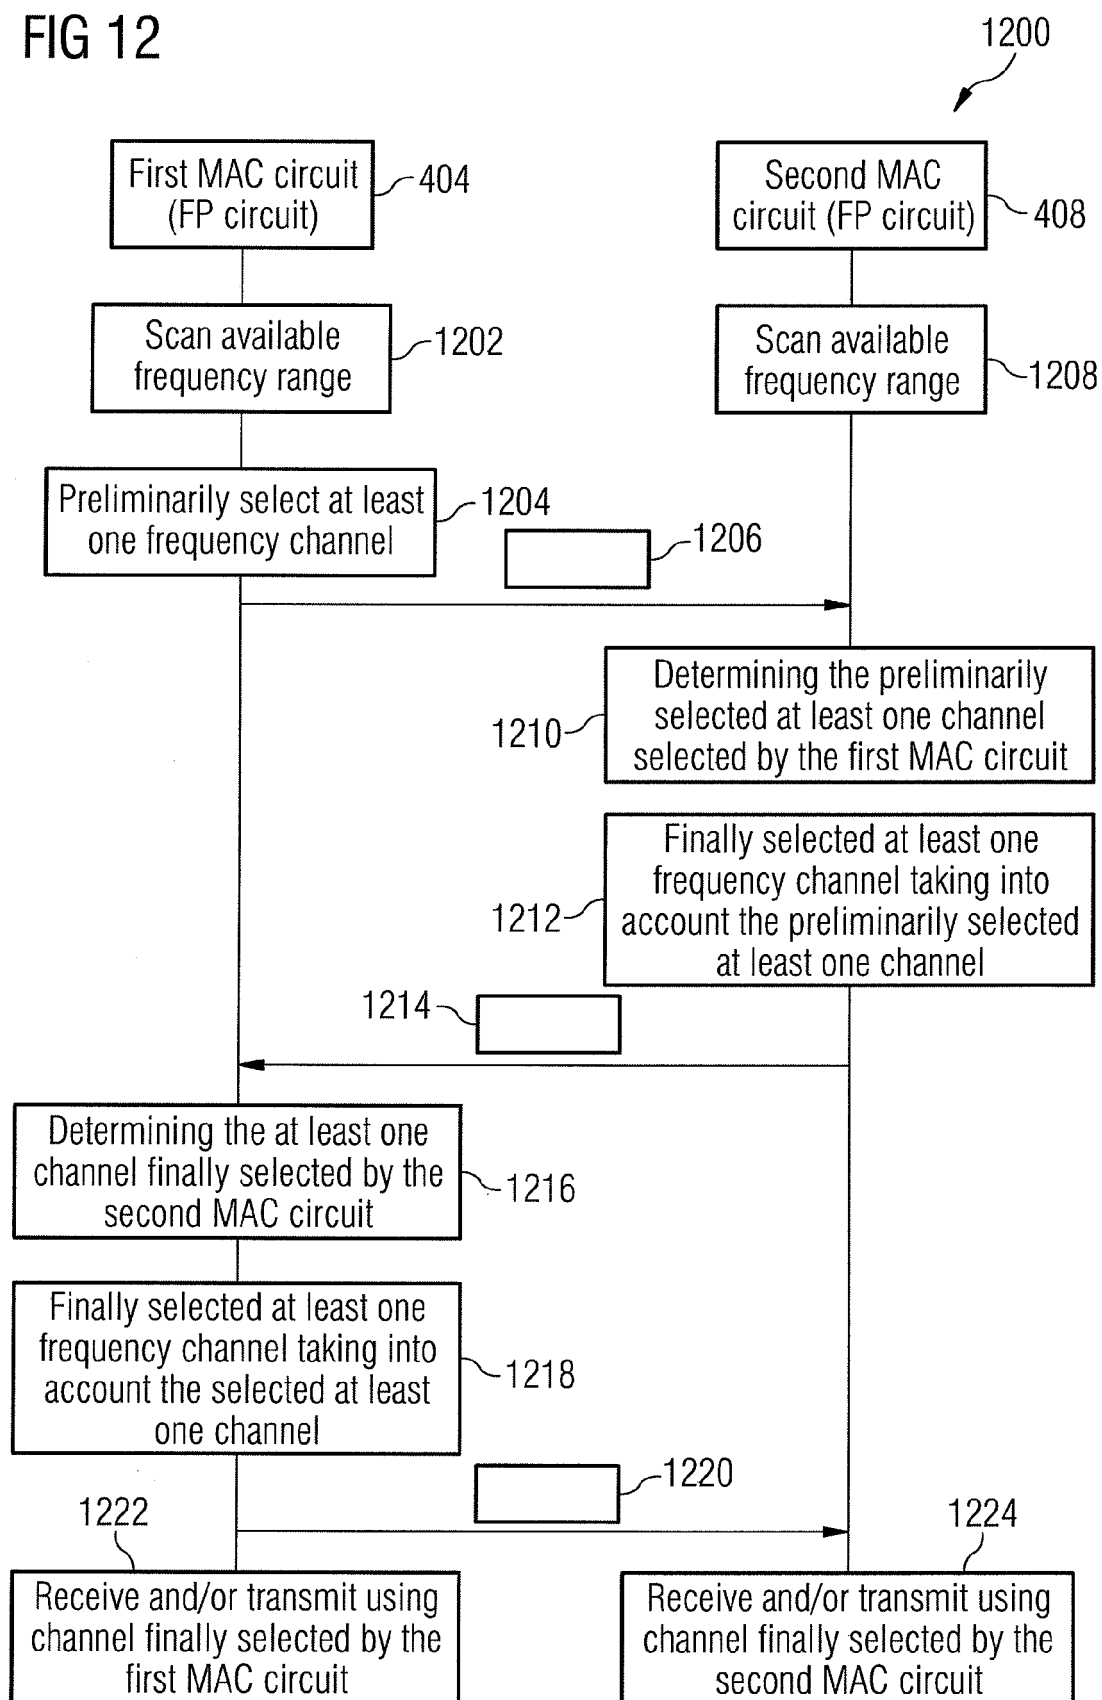 FIG 12
1200
First MAC circuit
(FP circuit)
404
Second MAC
circuit (FP circuit)
408
Scan available
frequency range
1202
Scan available
frequency range
1208
Preliminarily select at least
one frequency channel
1204
1206
Determining the preliminarily
selected at least one channel
selected by the first MAC circuit
1210
Finally selected at least one
frequency channel taking into
account the preliminarily selected
at least one channel
1212
1214
Determining the at least one
channel finally selected by the
second MAC circuit
1216
Finally selected at least one
frequency channel taking into
account the selected at least
one channel
1218
1220
1222
1224
Receive and/or transmit using
channel finally selected by the
first MAC circuit
Receive and/or transmit using
channel finally selected by the
second MAC circuit